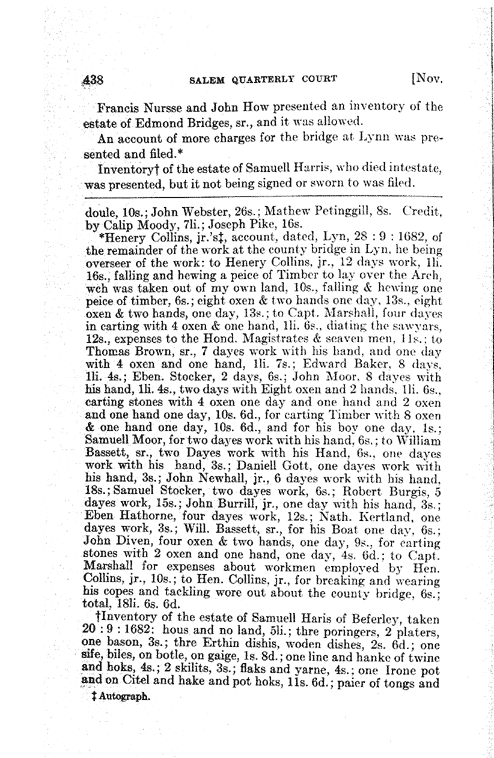 438 SALEM QUARTERLY COURT [Nov.
Francis Nursse and John How presented an inventory of the
estate of Edmond Bridges, sr., and it was allowed.
An account of more charges for the bridge at Lynn was pre-
sented and filed.*
Inventory† of the estate of Samuell Harris, who died intestate,
was presented, but it not being signed or sworn to was filed.
doule, 10s.; John Webster, 26s.; Mathew Petinggill, 8s. Credit,
by Calip Moody, 7li.; Joseph Pike, 16s.
*Henery Collins, jr.'s‡, account, dated, Lyn, 28 : 9 : 1682, of
the remainder of the work at the county bridge in Lyn, he being
overseer of the work: to Henery Collins, jr., 12 days work, 1li.
16s., falling and hewing a peice of Timber to lay over the Arch,
wch was taken out of my own land, 10s., falling & hewing one
peice of timber, 6s.; eight oxen & two hands one day, 13s., eight
oxen & two hands, one day, 13s.; to Capt. Marshall, four dayes
in carting with 4 oxen & one hand, 1li. 6s., diating the sawyars,
12s., expenses to the Hond. Magistrates & seaven men, 11s.; to
Thomas Brown, sr., 7 dayes work with his hand, and one day
with 4 oxen and one hand, 1li. 7s.; Edward Baker, 8 days,
1li. 4s.; Eben. Stocker, 2 days, 6s.; John Moor, 8 dayes with
his hand, 1li. 4s., two days with Eight oxen and 2 hands, 1li. 6s.,
carting stones with 4 oxen one day and one hand and 2 oxen
and one hand one day, 10s. 6d., for carting Timber with 8 oxen
& one hand one day, 10s. 6d., and for his boy one day, 1s.;
Samuell Moor, for two dayes work with his hand, 6s.; to William
Bassett, sr., two Dayes work with his Hand, 6s., one dayes
work with his hand, 3s.; Daniell Gott, one dayes work with
his hand, 3s.; John Newhall, jr., 6 dayes work with his hand,
18s.; Samuel Stocker, two dayes work, 6s.; Robert Burgis, 5
dayes work, 15s.; John Burrill, jr., one day with his hand, 3s.;
Eben Hathorne, four dayes work, 12s.; Nath. Kertland, one
dayes work, 3s.; Will. Bassett, sr., for his Boat one day, 6s.;
John Diven, four oxen & two hands, one day, 9s., for carting
stones with 2 oxen and one hand, one day, 4s. 6d.; to Capt.
Marshall for expenses about workmen employed by Hen.
Collins, jr., 10s.; to Hen. Collins, jr., for breaking and wearing
his copes and tackling wore out about the county bridge, 6s.;
total, 18li. 6s. 6d.
†Inventory of the estate of Samuell Haris of Beferley, taken
20 : 9 : 1682: hous and no land, 5li.; thre poringers, 2 platers,
one bason, 3s.; thre Erthin dishis, woden dishes, 2s. 6d.; one
sife, biles, on botle, on gaige, 1s. 8d.; one line and hanke of twine
and hoks, 4s.; 2 skilits, 3s.; flaks and yarne, 4s.; one Irone pot
and on Citel and hake and pot hoks, 11s. 6d.; paier of tongs and
‡ Autograph.